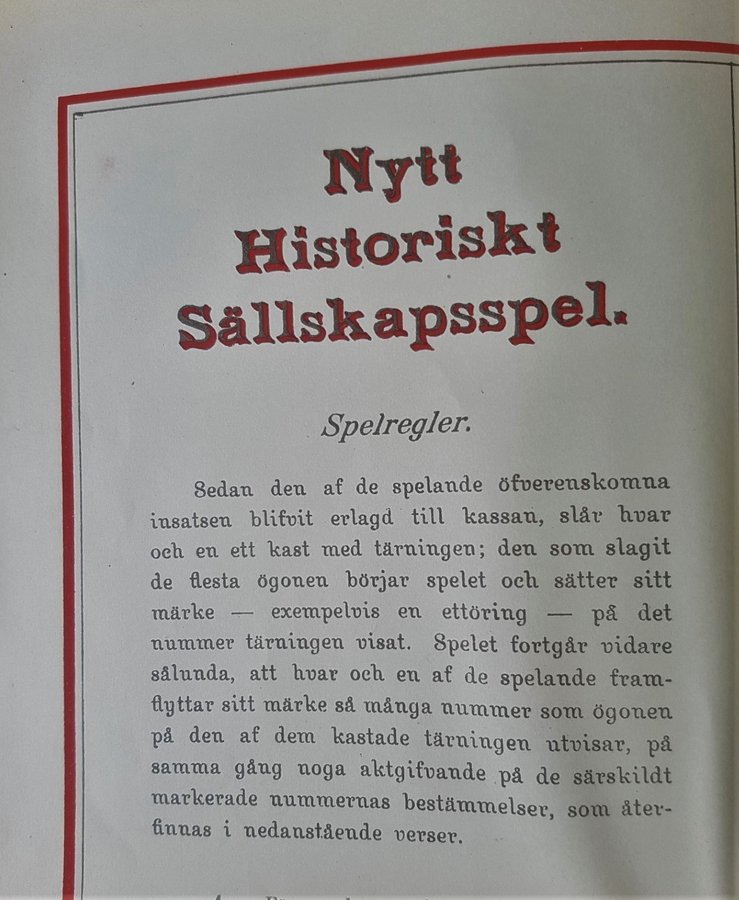 Nytt
Historiskt
Sällskapsspel.
Spelregler.
Sedan den af de spelande öfverenskomna
insatsen blifvit erlagd till kassan, slår hvar
och en ett kast med tärningen; den som slagit
de flesta ögonen börjar spelet och sätter sitt
märke — exempelvis en ettöring — på det
nummer tärningen visat. Spelet fortgår vidare
sålunda, att hvar och en af de spelande fram-
flyttar sitt märke så många nummer som ögonen
på den af dem kastade tärningen utvisar, på
samma gång noga aktgifvande på de särskildt
markerade nummernas bestämmelser, som åter-
finnas i nedanstående verser.